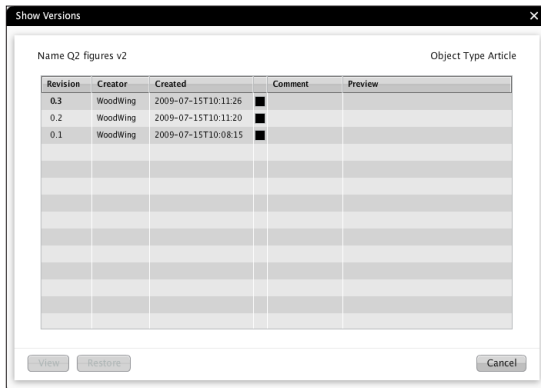 Show Versions
Name Q2 figures v2 Object Type Article
Revision Creator Created Comment Preview
0.3 WoodWing 2009-07-15T10:11:26
0.2 WoodWing 2009-07-15T10:11:20
0.1 WoodWing 2009-07-15T10:08:15
View Restore Cancel